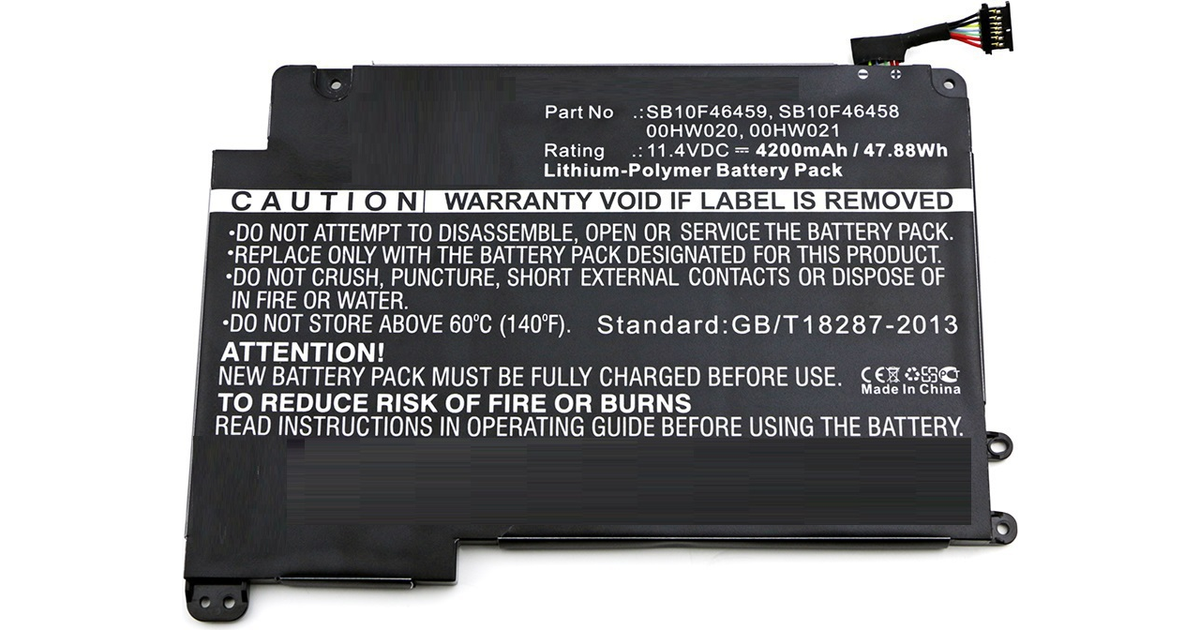 Part No .:SB10F46459, SB10F46458
00HW020, 00HW021
Rating .:11.4VDC ⎓ 4200mAh / 47.88Wh
Lithium-Polymer Battery Pack
CAUTION WARRANTY VOID IF LABEL IS REMOVED
•DO NOT ATTEMPT TO DISASSEMBLE, OPEN OR SERVICE THE BATTERY PACK.
•REPLACE ONLY WITH THE BATTERY PACK DESIGNATED FOR THIS PRODUCT.
•DO NOT CRUSH, PUNCTURE, SHORT EXTERNAL CONTACTS OR DISPOSE OF
IN FIRE OR WATER.
•DO NOT STORE ABOVE 60°C (140°F). Standard:GB/T18287-2013
ATTENTION!
NEW BATTERY PACK MUST BE FULLY CHARGED BEFORE USE. CE
Made In China
TO REDUCE RISK OF FIRE OR BURNS
READ INSTRUCTIONS IN OPERATING GUIDE BEFORE USING THE BATTERY.